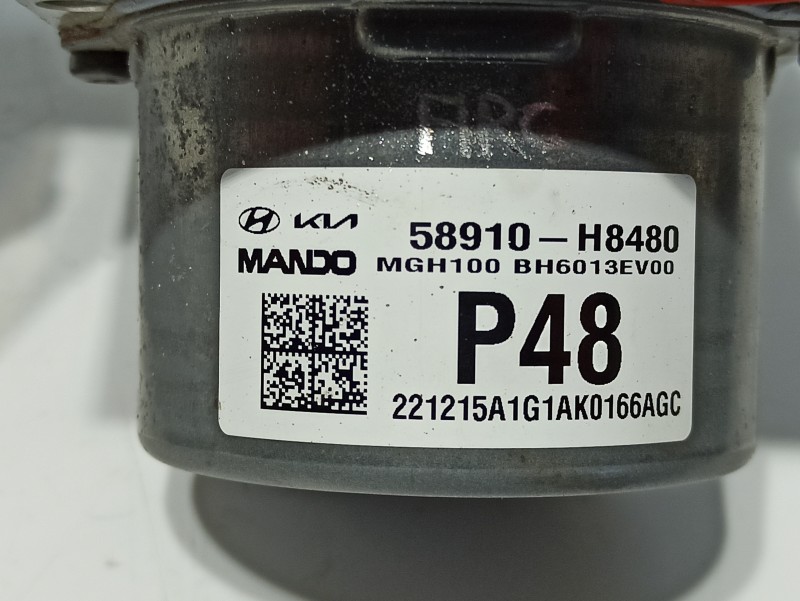 KIA
58910-H8480
MANDO
MGH100 BH6013EV00
P48
221215A1G1AK0166AGC